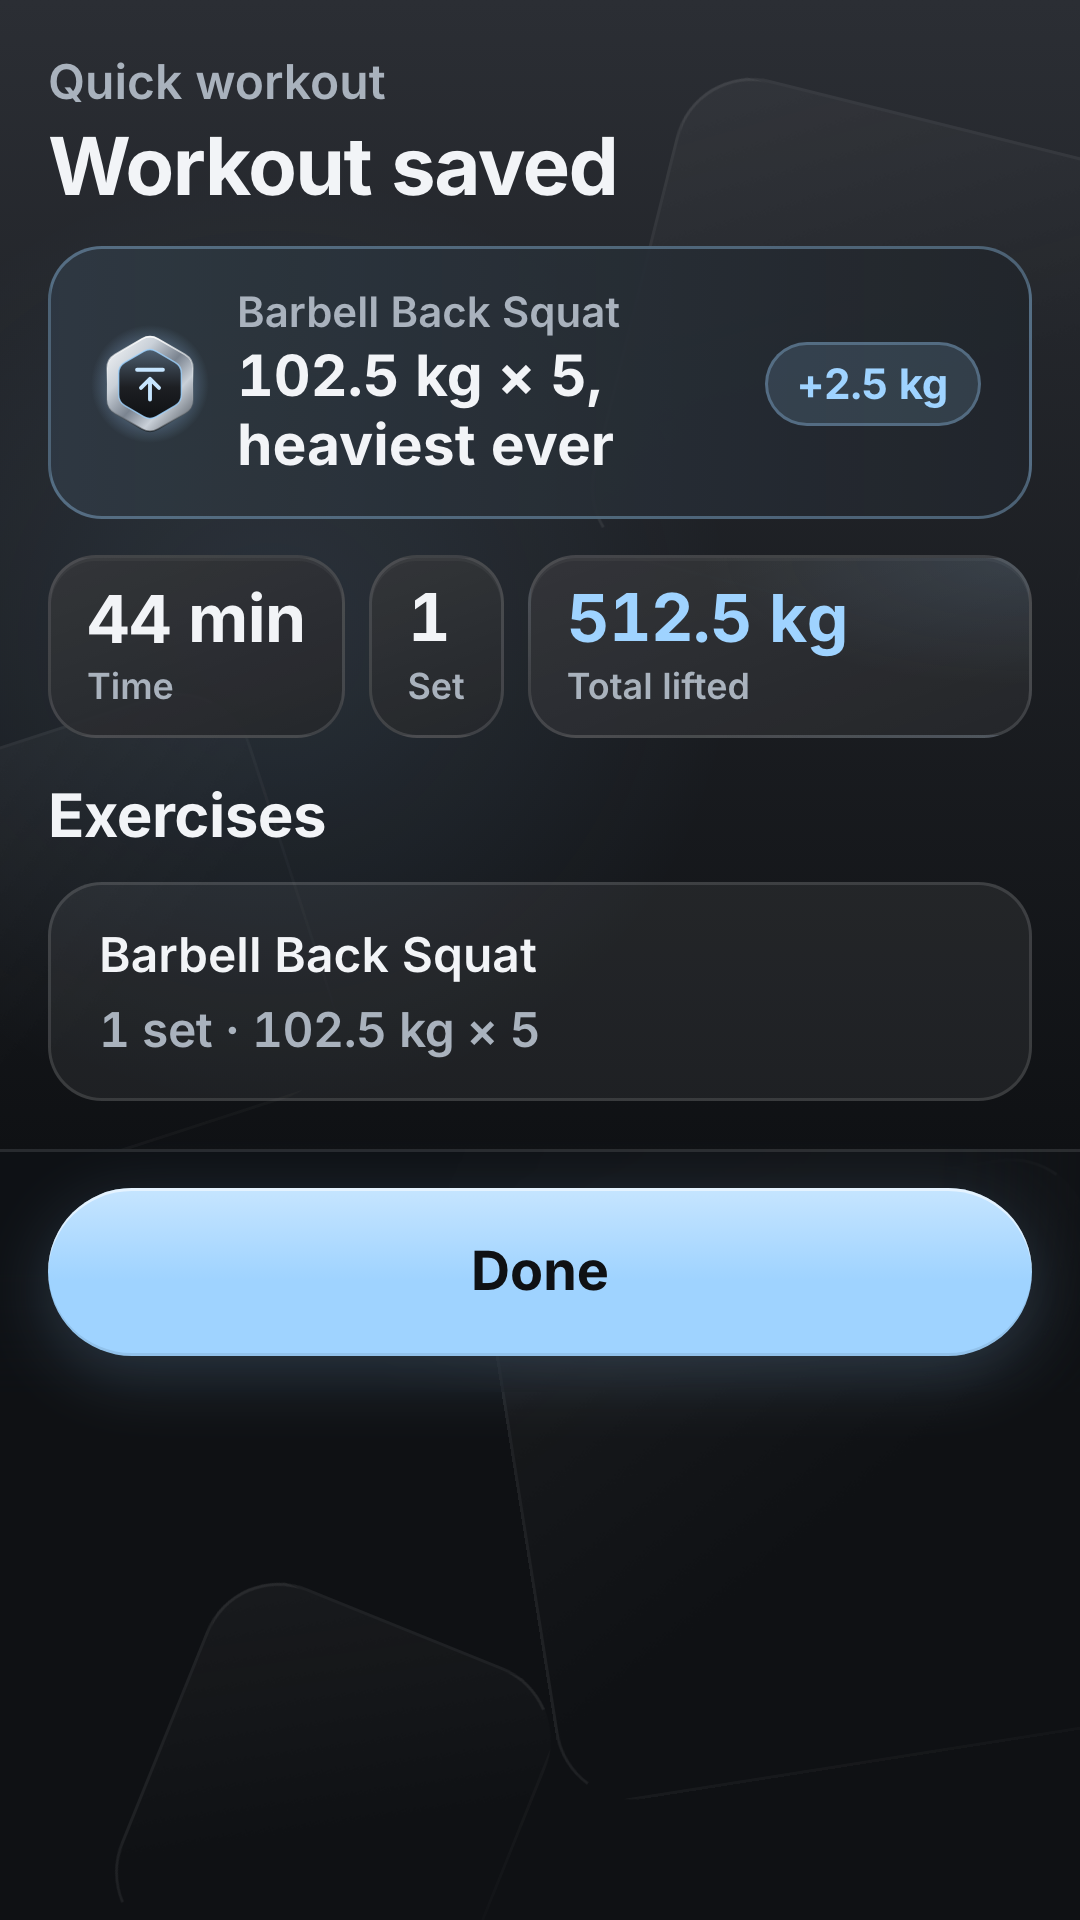 Quick workout
Workout saved
Barbell Back Squat
102.5 kg × 5,
heaviest ever
+2.5 kg
44 min
Time
1
Set
512.5 kg
Total lifted
Exercises
Barbell Back Squat
1 set · 102.5 kg × 5
Done